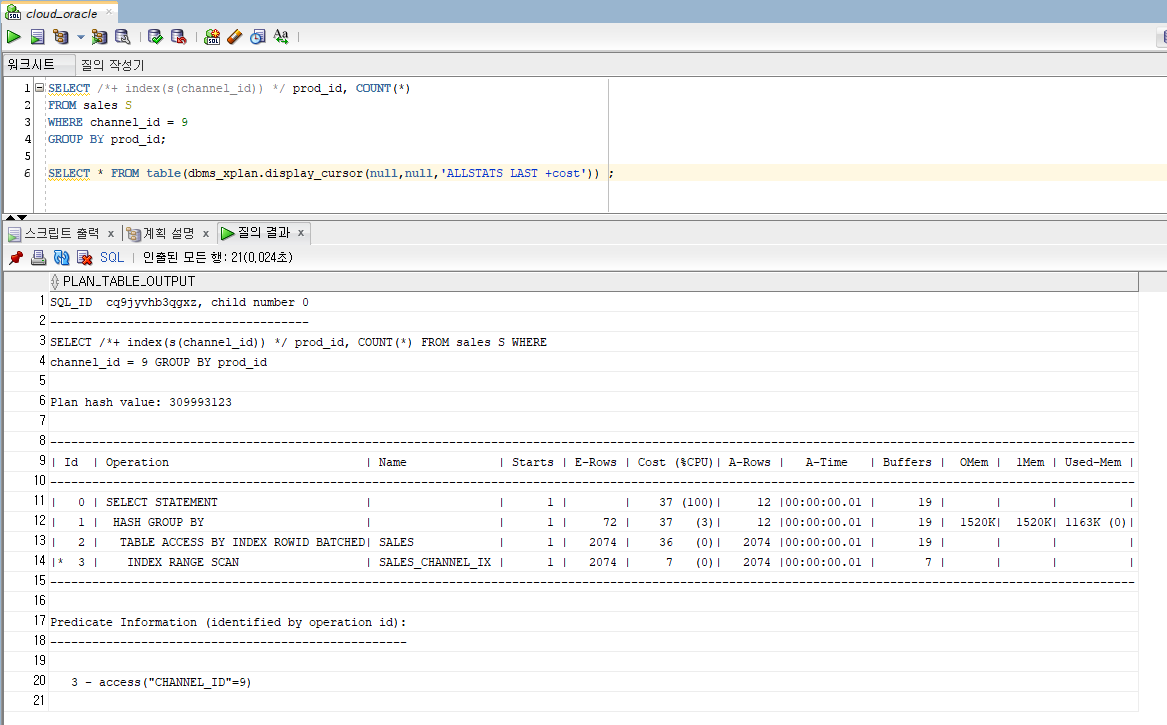 cloud_oracle
워크시트 질의 작성기
1 SELECT /*+ index(s(channel_id)) */ prod_id, COUNT(*)
2 FROM sales S
3 WHERE channel_id = 9
4 GROUP BY prod_id;
5
6 SELECT * FROM table(dbms_xplan.display_cursor(null,null,'ALLSTATS LAST +cost')) ;
스크립트 출력 x 계획 설명 x 질의 결과 x
SQL | 인출된 모든 행: 21(0,024초)
PLAN_TABLE_OUTPUT
1 SQL_ID  cq9jyvhb3qgxz, child number 0
2 -------------------------------------
3 SELECT /*+ index(s(channel_id)) */ prod_id, COUNT(*) FROM sales S WHERE
4 channel_id = 9 GROUP BY prod_id
5
6 Plan hash value: 309993123
7
8 -----------------------------------------------------------------------------------------------------------------------------------------------------------
9 | Id  | Operation                            | Name             | Starts | E-Rows | Cost (%CPU)| A-Rows |   A-Time   | Buffers |  OMem |  1Mem | Used-Mem |
10 -----------------------------------------------------------------------------------------------------------------------------------------------------------
11 |   0 | SELECT STATEMENT                     |                  |      1 |        |    37 (100)|     12 |00:00:00.01 |      19 |       |       |          |
12 |   1 |  HASH GROUP BY                       |                  |      1 |     72 |    37   (3)|     12 |00:00:00.01 |      19 |  1520K|  1520K| 1163K (0)|
13 |   2 |   TABLE ACCESS BY INDEX ROWID BATCHED| SALES            |      1 |   2074 |    36   (0)|   2074 |00:00:00.01 |      19 |       |       |          |
14 |*  3 |    INDEX RANGE SCAN                  | SALES_CHANNEL_IX |      1 |   2074 |     7   (0)|   2074 |00:00:00.01 |       7 |       |       |          |
15 -----------------------------------------------------------------------------------------------------------------------------------------------------------
16
17 Predicate Information (identified by operation id):
18 ---------------------------------------------------
19
20    3 - access("CHANNEL_ID"=9)
21